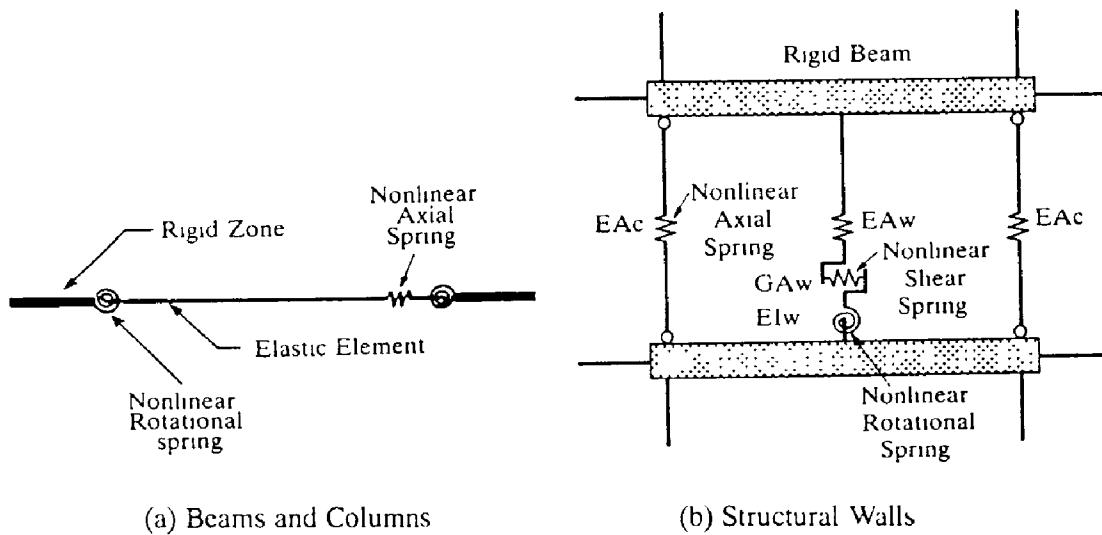 Rigid Zone
Nonlinear
Axial
Spring
Elastic Element
Nonlinear
Rotational
spring
(a) Beams and Columns
Rigid Beam
EAc
Nonlinear
Axial
Spring
EAw
EAc
Nonlinear
Shear
Spring
GAw
EIw
Nonlinear
Rotational
Spring
(b) Structural Walls